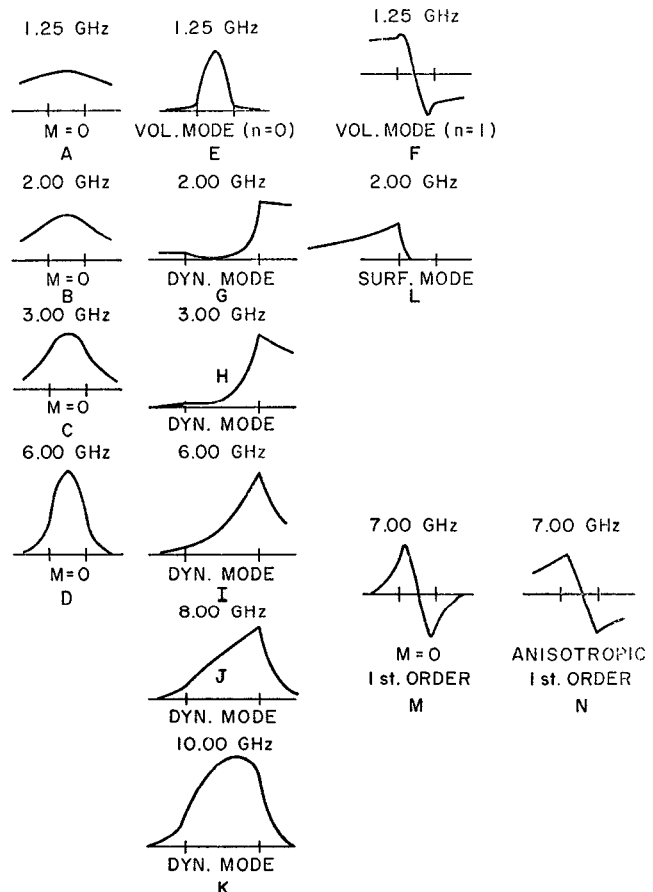 1.25 GHz
M = 0
A
1.25 GHz
VOL. MODE (n=0)
E
1.25 GHz
VOL. MODE (n=1)
F
2.00 GHz
M = 0
B
2.00 GHz
DYN. MODE
G
2.00 GHz
SURF. MODE
L
3.00 GHz
M = 0
C
3.00 GHz
H
DYN. MODE
6.00 GHz
M = 0
D
6.00 GHz
DYN. MODE
I
7.00 GHz
M = 0
1 st. ORDER
M
7.00 GHz
ANISOTROPIC
1 st. ORDER
N
8.00 GHz
J
DYN. MODE
10.00 GHz
DYN. MODE
K